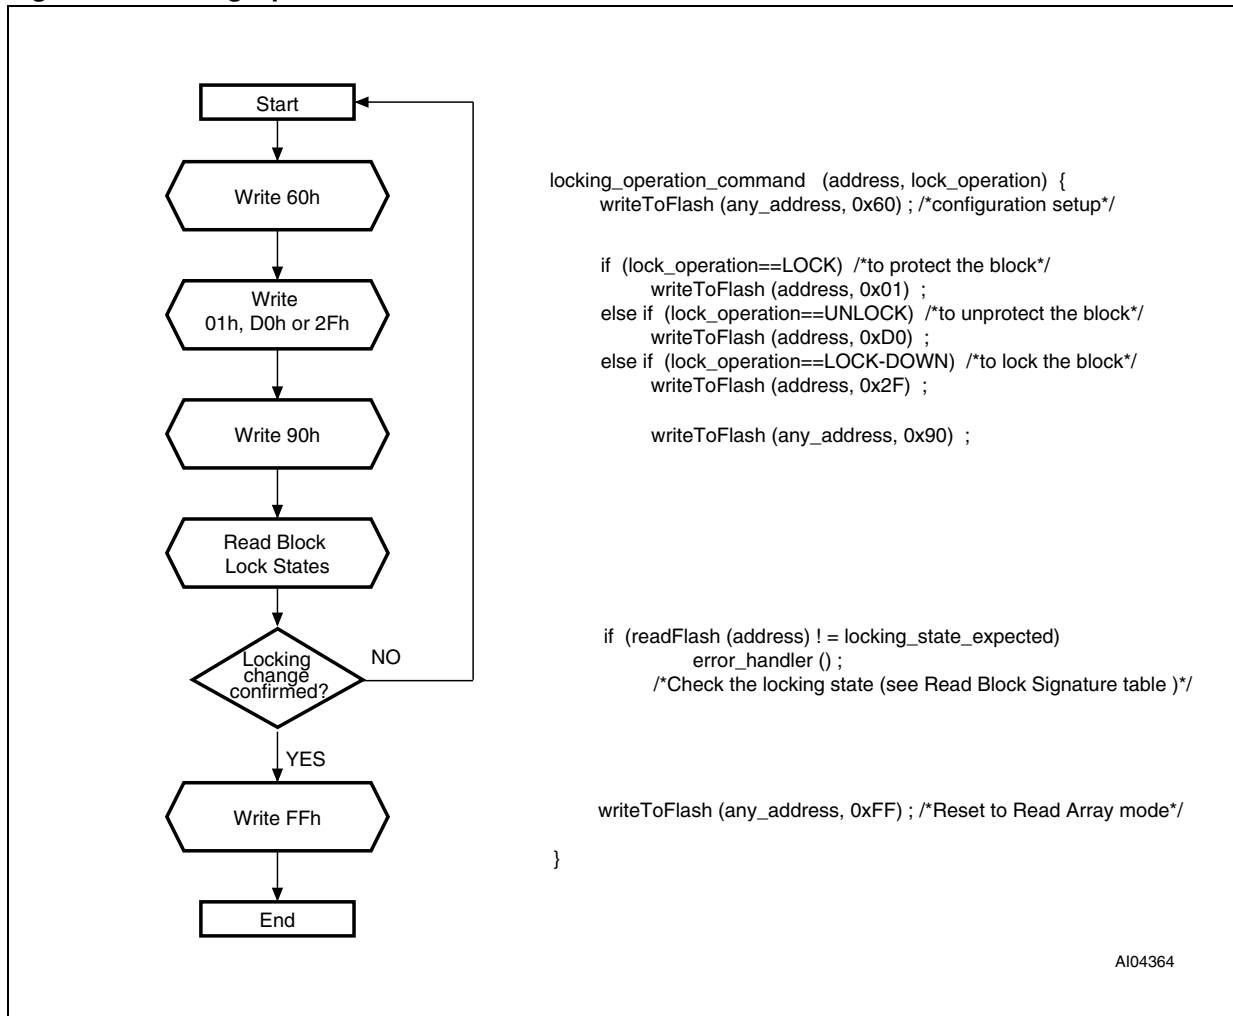 Start
Write 60h
Write
01h, D0h or 2Fh
Write 90h
Read Block
Lock States
Locking
change
confirmed?
NO
YES
Write FFh
End
locking_operation_command (address, lock_operation) {
writeToFlash (any_address, 0x60) ; /*configuration setup*/
if (lock_operation==LOCK) /*to protect the block*/
writeToFlash (address, 0x01) ;
else if (lock_operation==UNLOCK) /*to unprotect the block*/
writeToFlash (address, 0xD0) ;
else if (lock_operation==LOCK-DOWN) /*to lock the block*/
writeToFlash (address, 0x2F) ;
writeToFlash (any_address, 0x90) ;
if (readFlash (address) ! = locking_state_expected)
error_handler () ;
/*Check the locking state (see Read Block Signature table )*/
writeToFlash (any_address, 0xFF) ; /*Reset to Read Array mode*/
}
AI04364